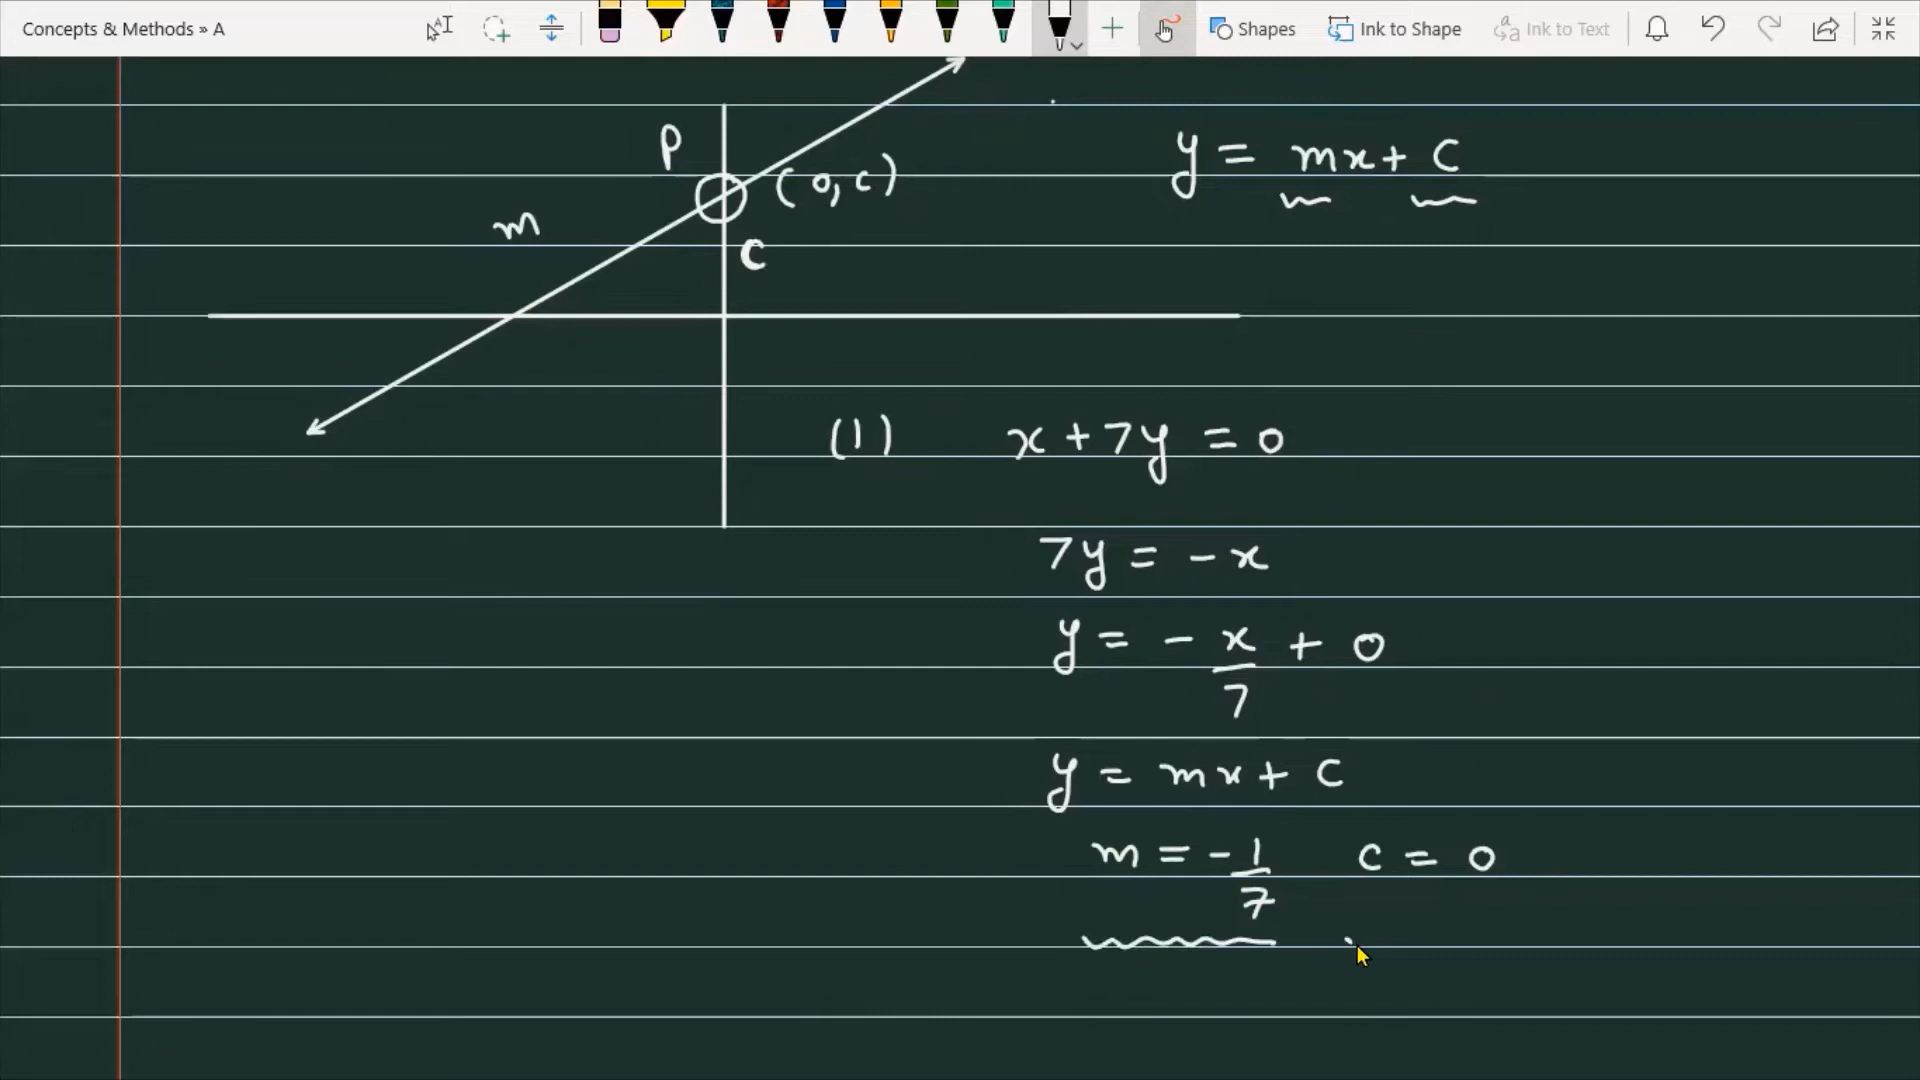 Concepts & Methods » A
Shapes
Ink to Shape
Ink to Text
P
(0, c)
m
C
y = mx + c
(1) x + 7y = 0
7y = - x
y = - x/7 + 0
y = mx + c
m = - 1/7 c = 0